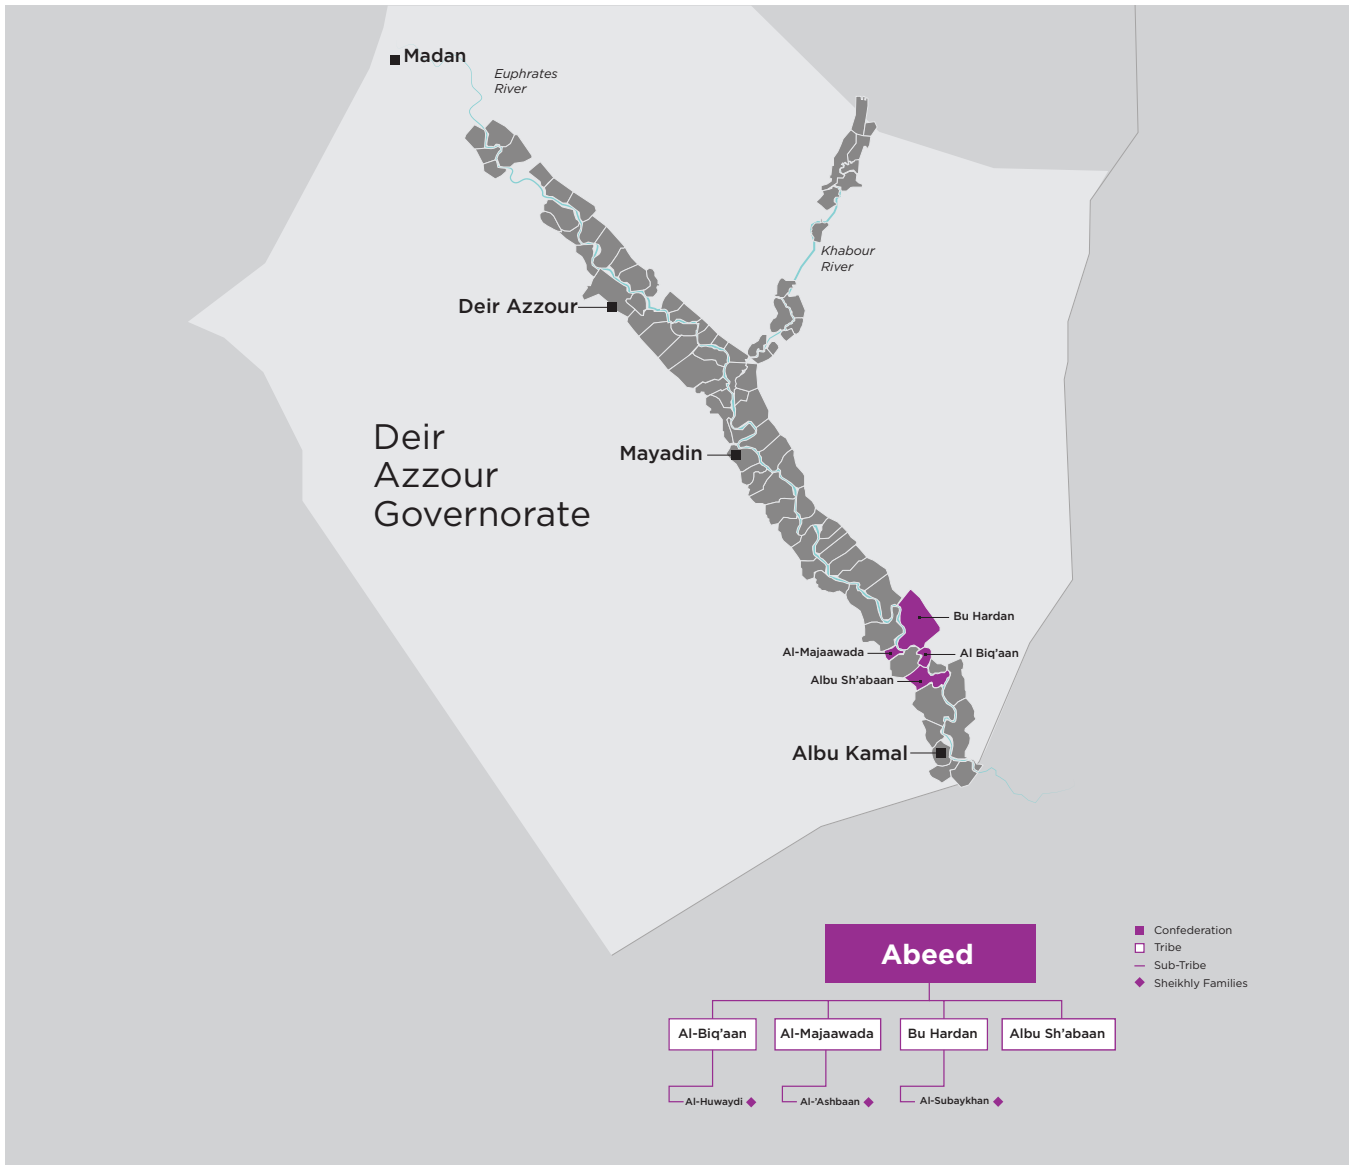 Madan
Euphrates
River
Khabour
River
Deir Azzour
Deir
Azzour
Governorate
Mayadin
Bu Hardan
Al-Majaawada
Al Biq’aan
Albu Sh’abaan
Albu Kamal
Abeed
Confederation
Tribe
Sub-Tribe
Sheikhly Families
Al-Biq’aan
Al-Majaawada
Bu Hardan
Albu Sh’abaan
Al-Huwaydi
Al-’Ashbaan
Al-Subaykhan